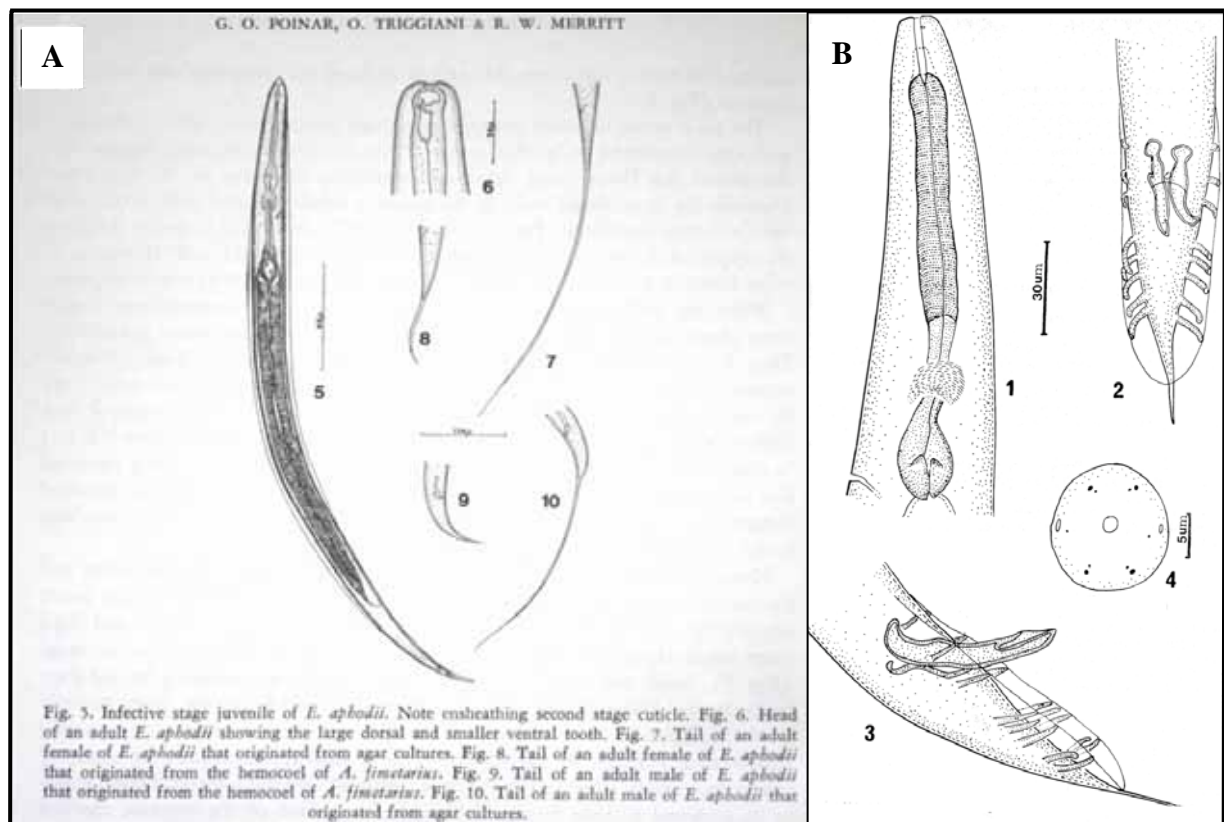 G. O. POINAR, O. TRIGGIANI & R. W. MERRITT
A
6
8
7
5
9
10
Fig. 5. Infective stage juvenile of E. aphodii. Note ensheathing second stage cuticle. Fig. 6. Head
of an adult E. aphodii showing the large dorsal and smaller ventral tooth. Fig. 7. Tail of an adult
female of E. aphodii that originated from agar cultures. Fig. 8. Tail of an adult female of E. aphodii
that originated from the hemocoel of A. fimetarius. Fig. 9. Tail of an adult male of E. aphodii
that originated from the hemocoel of A. fimetarius. Fig. 10. Tail of an adult male of E. aphodii that
originated from agar cultures.
B
30um
1
2
5um
4
3